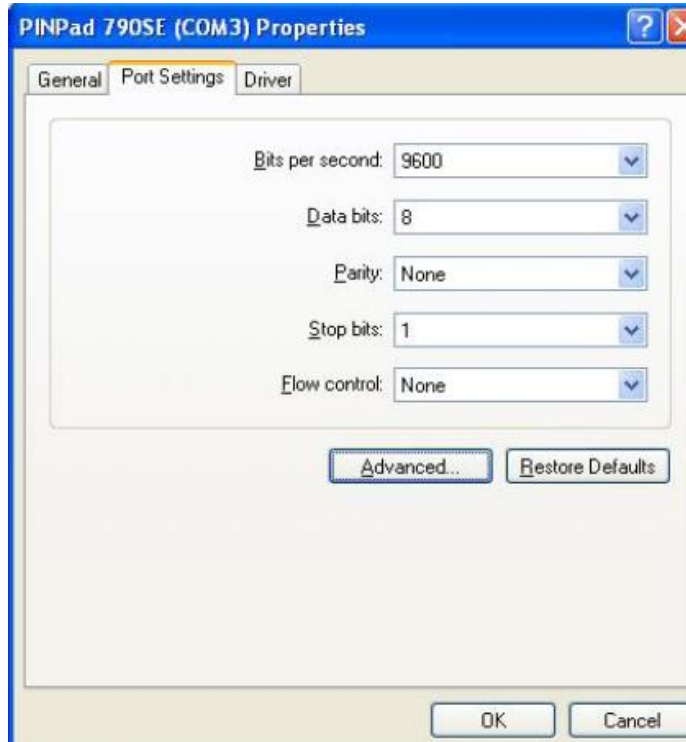 PINPad 790SE (COM3) Properties
General Port Settings Driver
Bits per second: 9600
Data bits: 8
Parity: None
Stop bits: 1
Flow control: None
Advanced... Restore Defaults
OK Cancel